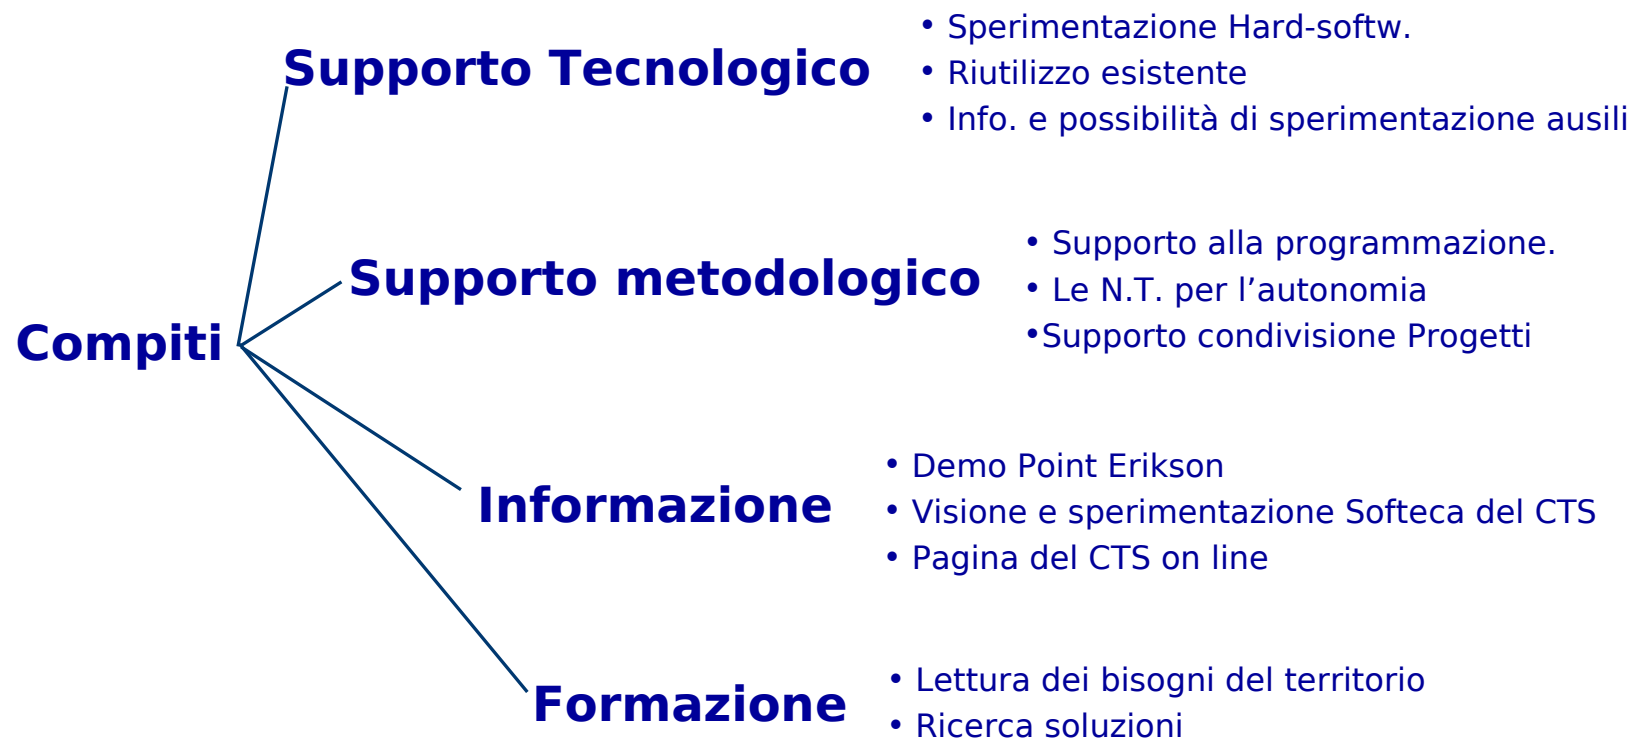 Supporto Tecnologico
• Sperimentazione Hard-softw.
• Riutilizzo esistente
• Info. e possibilità di sperimentazione ausili
Compiti
Supporto metodologico
• Supporto alla programmazione.
• Le N.T. per l’autonomia
•Supporto condivisione Progetti
Informazione
• Demo Point Erikson
• Visione e sperimentazione Softeca del CTS
• Pagina del CTS on line
Formazione
• Lettura dei bisogni del territorio
• Ricerca soluzioni